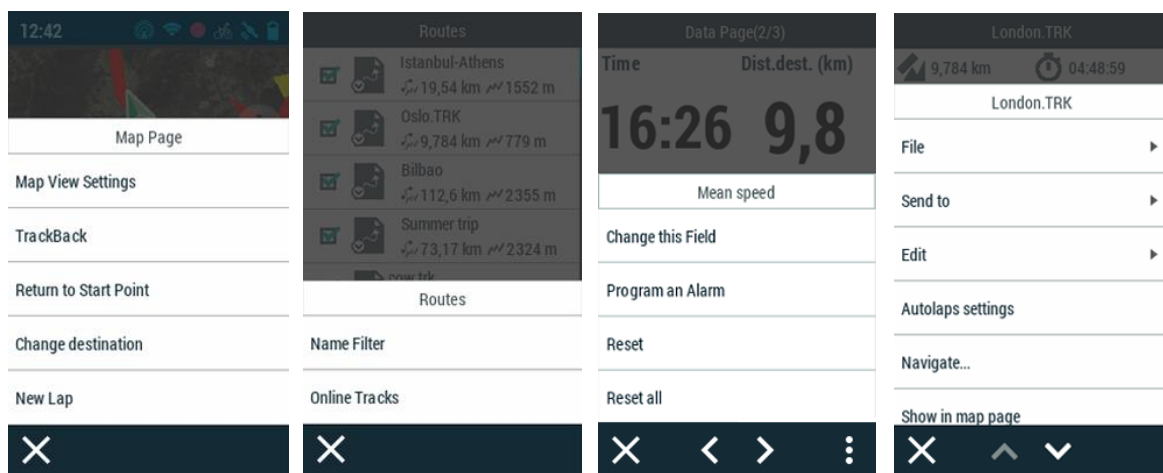 12:42
Map Page
Map View Settings
TrackBack
Return to Start Point
Change destination
New Lap
Routes
Istanbul-Athens
19,54 km 1552 m
Oslo.TRK
9,784 km 779 m
Bilbao
112,6 km 2355 m
Summer trip
73,17 km 2324 m
cow.trk
Routes
Name Filter
Online Tracks
Data Page(2/3)
Time Dist.dest. (km)
16:26 9,8
Mean speed
Change this Field
Program an Alarm
Reset
Reset all
London.TRK
9,784 km 04:48:59
London.TRK
File
Send to
Edit
Autolaps settings
Navigate...
Show in map page